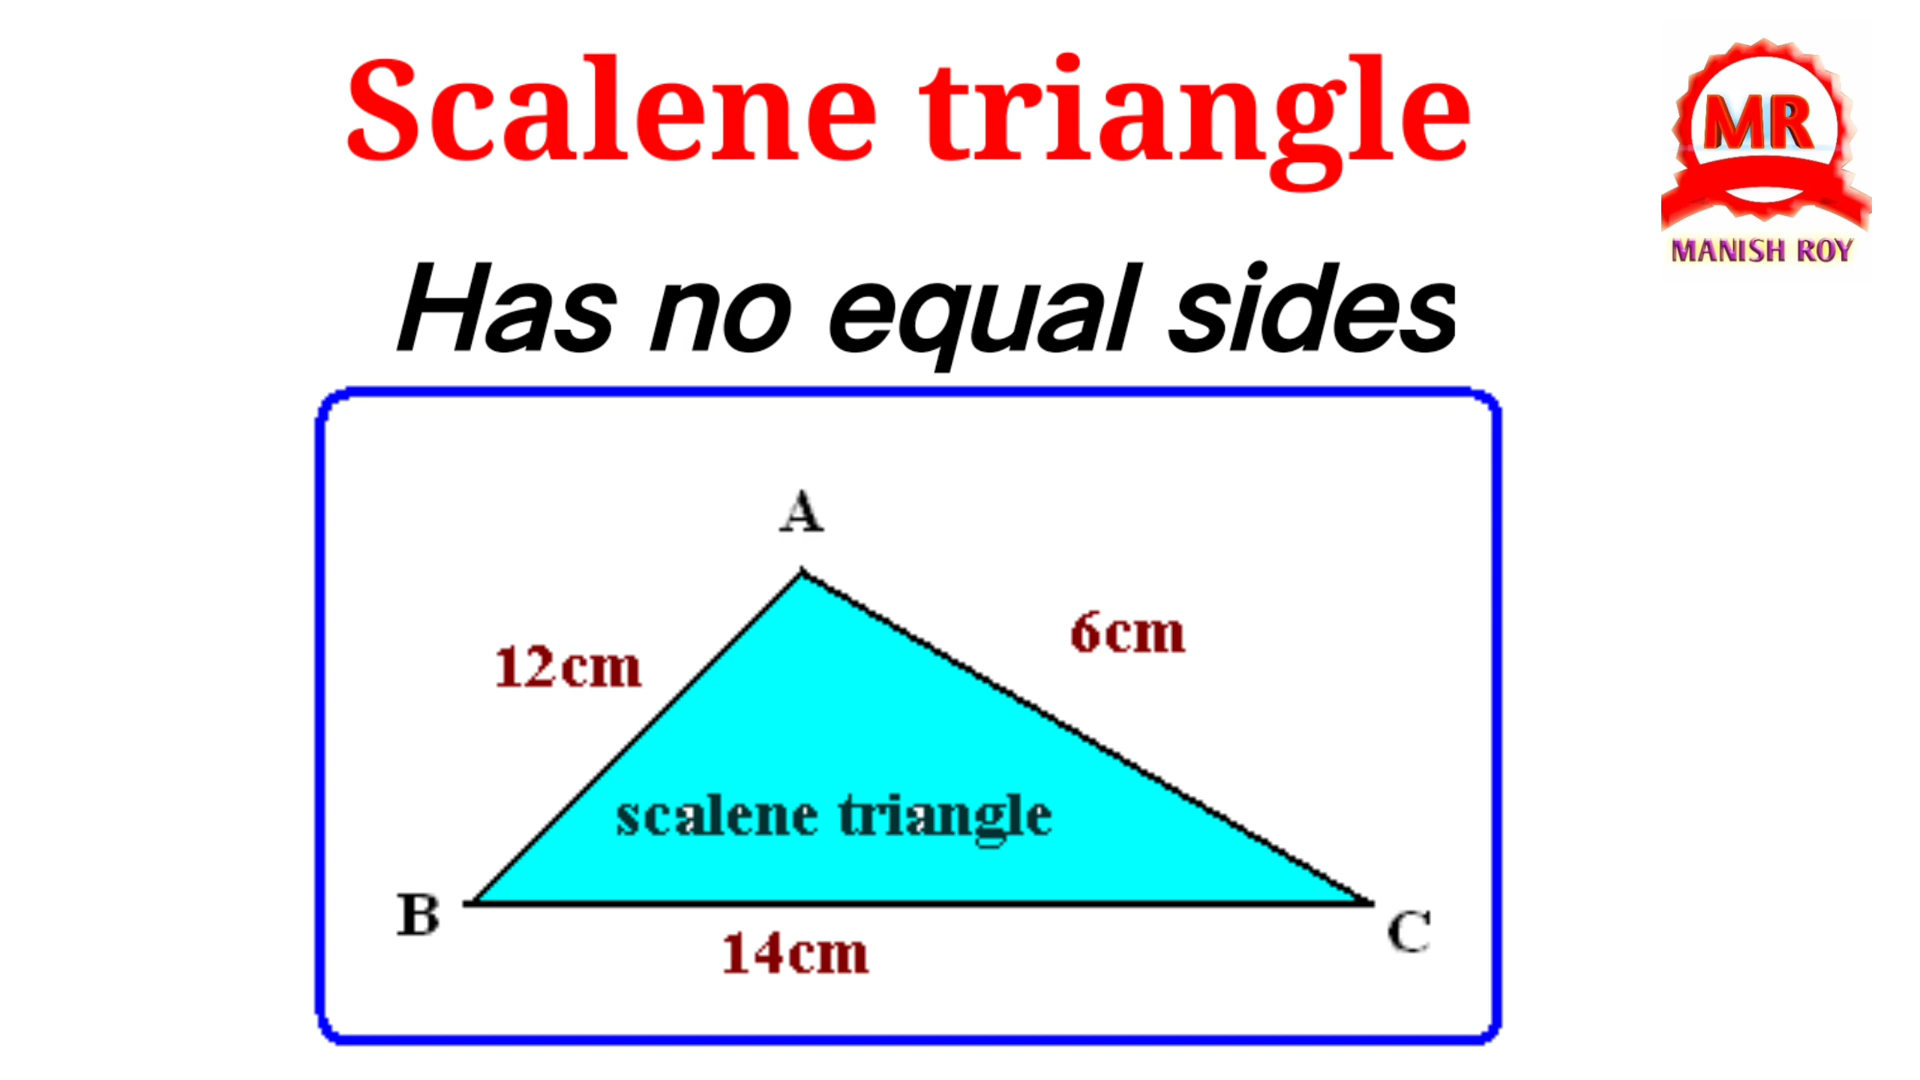 Scalene triangle
MR
MANISH ROY
Has no equal sides
A
12cm
6cm
scalene triangle
B
C
14cm